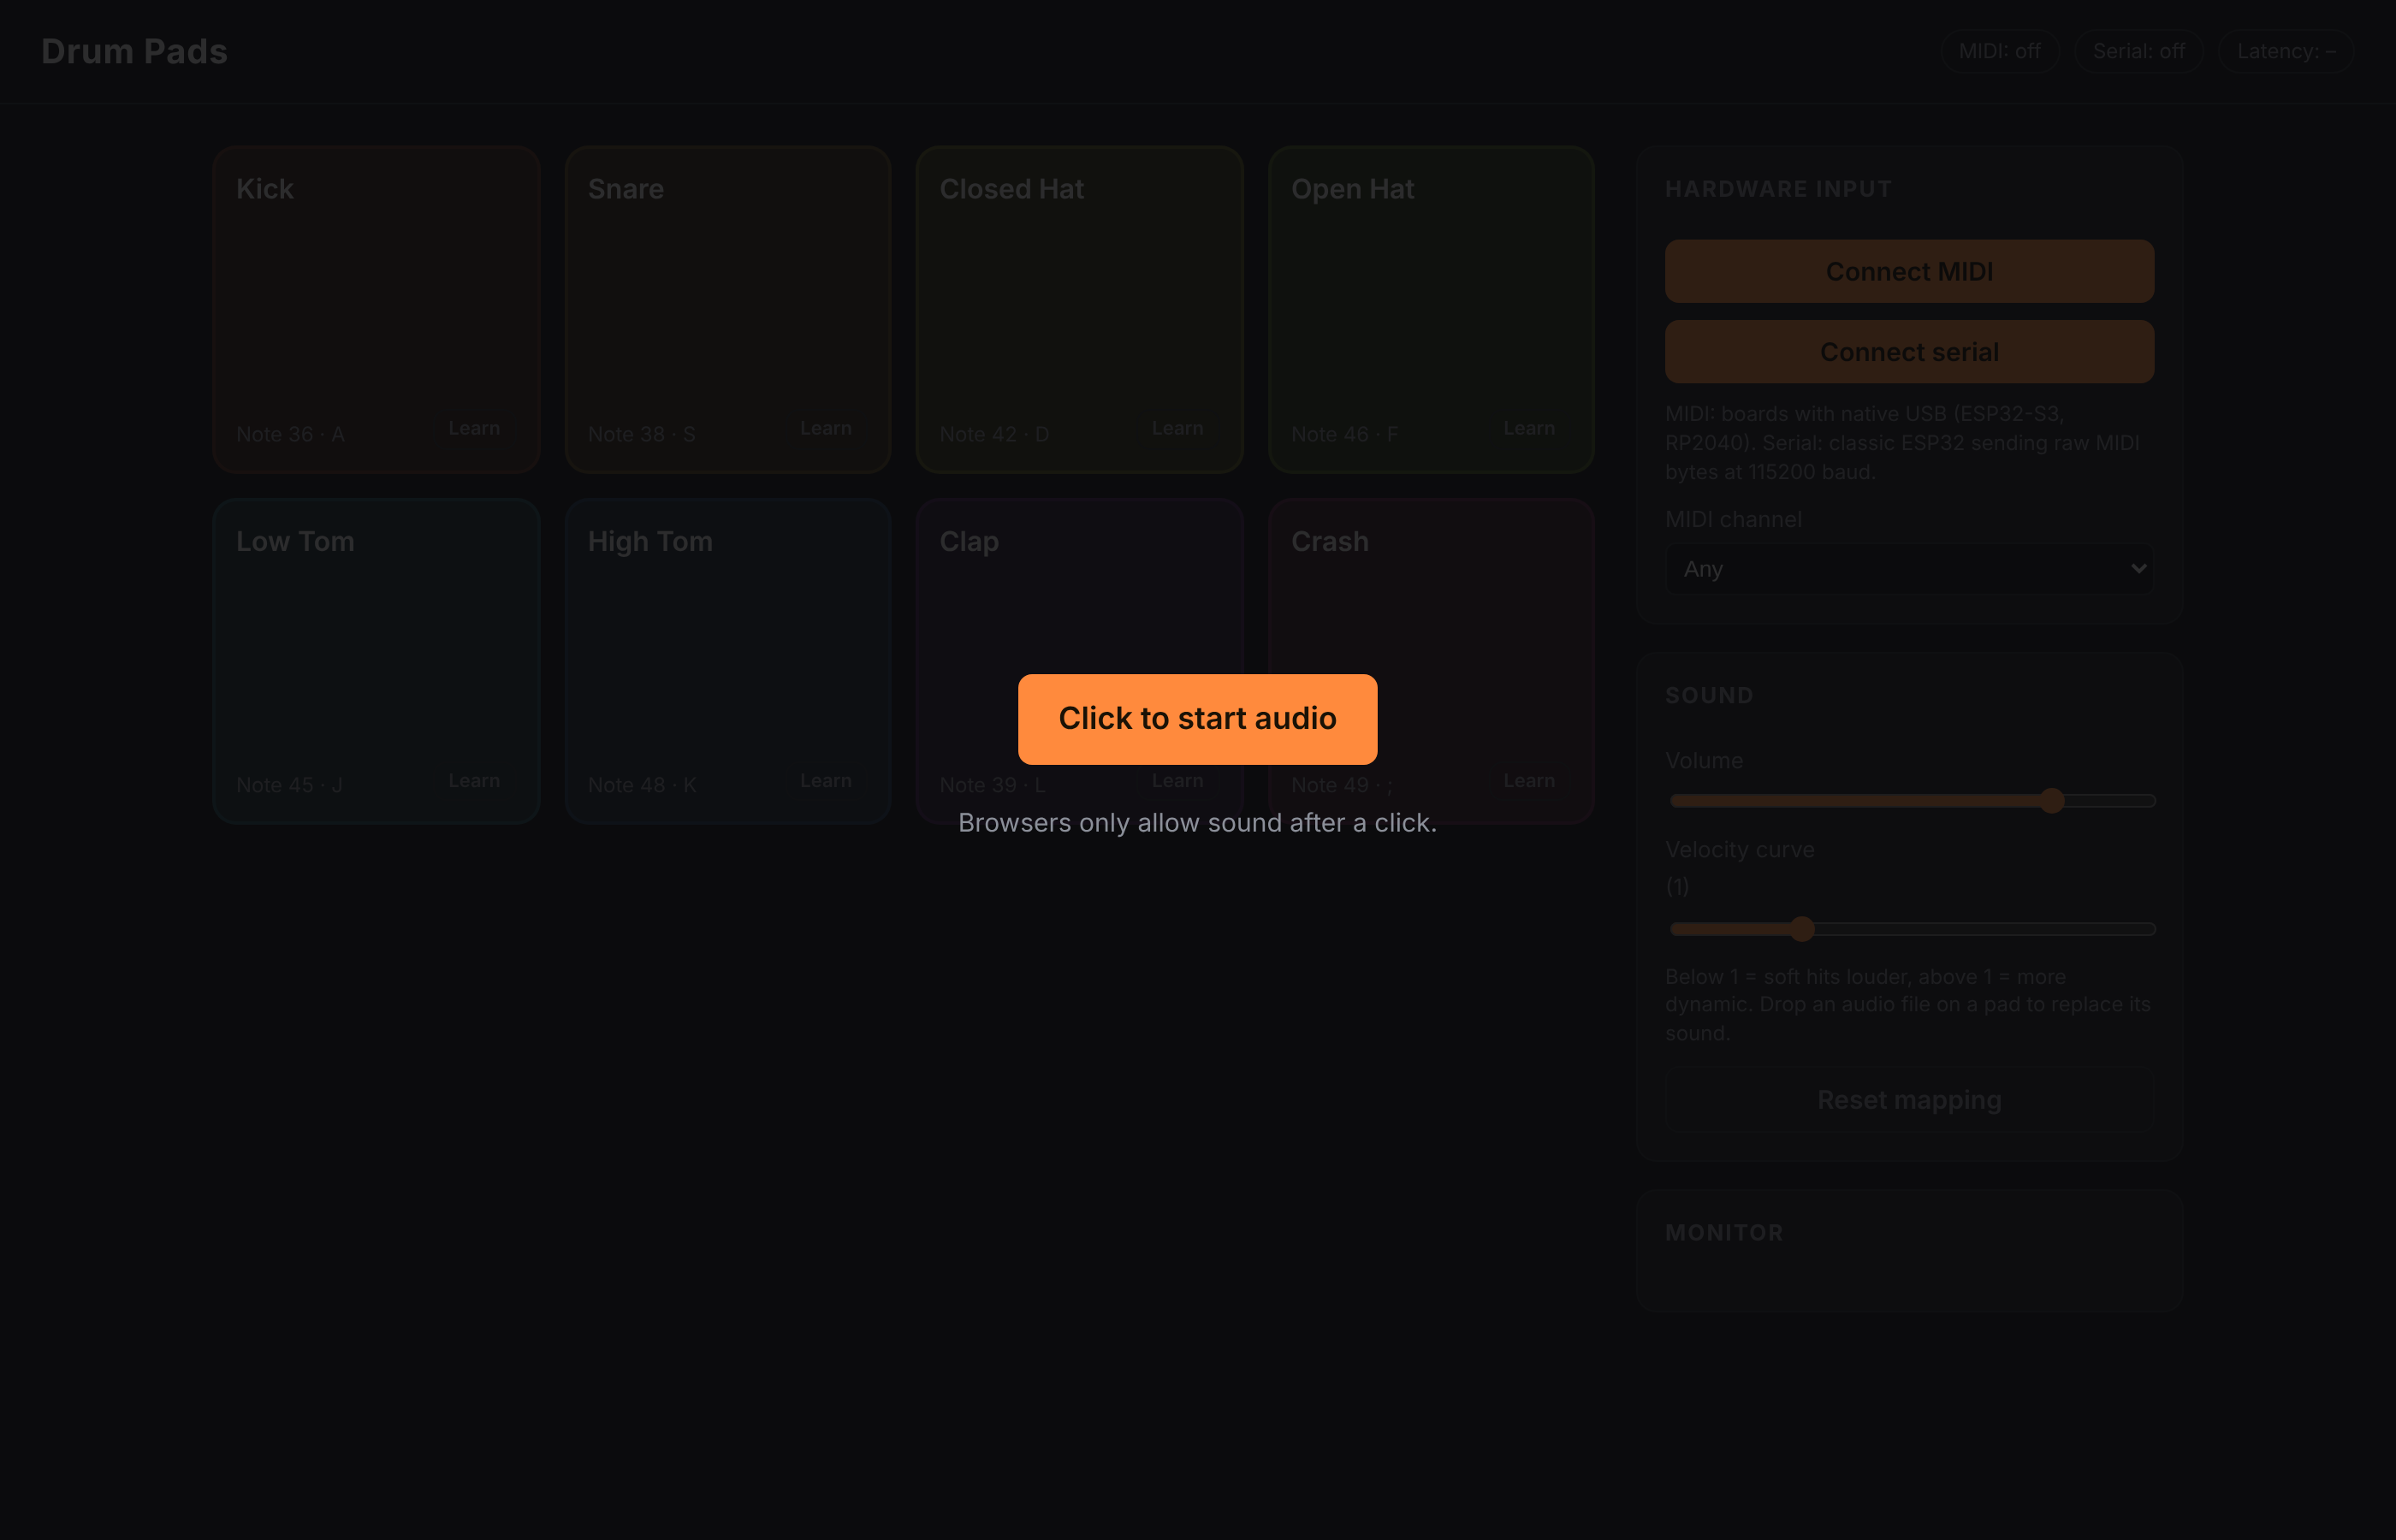 Drum Pads
MIDI: off
Serial: off
Latency: –
Kick
Snare
Closed Hat
Open Hat
Note 36 · A
Learn
Note 38 · S
Learn
Note 42 · D
Learn
Note 46 · F
Learn
Low Tom
High Tom
Clap
Crash
Note 45 · J
Learn
Note 48 · K
Learn
Note 39 · L
Learn
Note 49 · ;
Learn
Click to start audio
Browsers only allow sound after a click.
HARDWARE INPUT
Connect MIDI
Connect serial
MIDI: boards with native USB (ESP32-S3,
RP2040). Serial: classic ESP32 sending raw MIDI
bytes at 115200 baud.
MIDI channel
Any
SOUND
Volume
Velocity curve
(1)
Below 1 = soft hits louder, above 1 = more
dynamic. Drop an audio file on a pad to replace its
sound.
Reset mapping
MONITOR